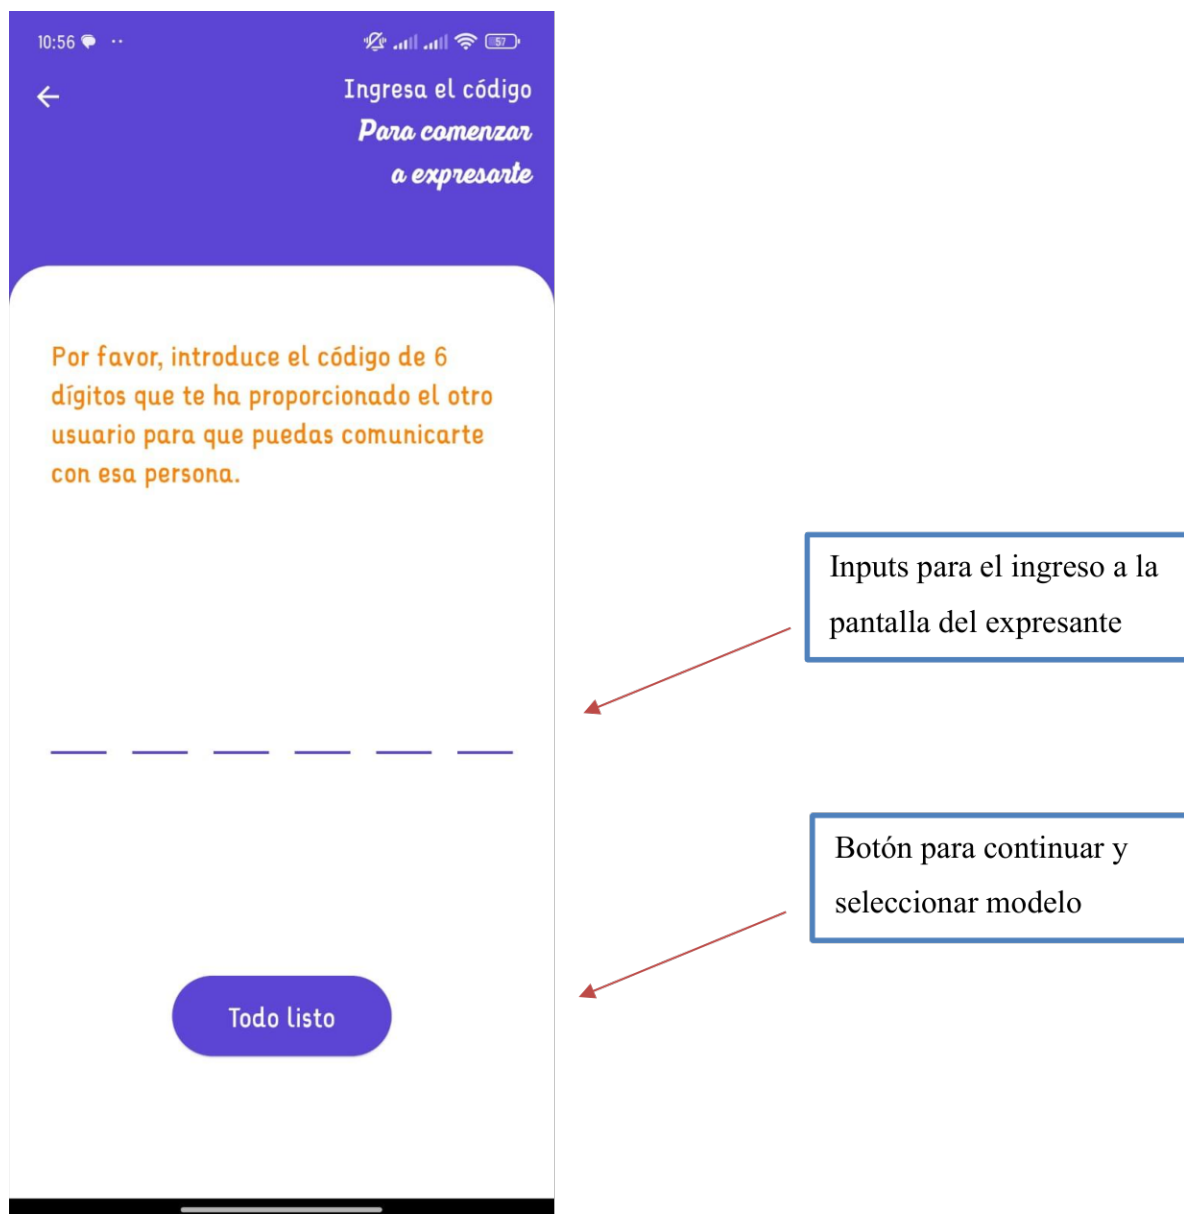 10:56
57
Ingresa el código
Para comenzar
a expresarte
Por favor, introduce el código de 6
dígitos que te ha proporcionado el otro
usuario para que puedas comunicarte
con esa persona.
Inputs para el ingreso a la
pantalla del expresante
Botón para continuar y
seleccionar modelo
Todo listo